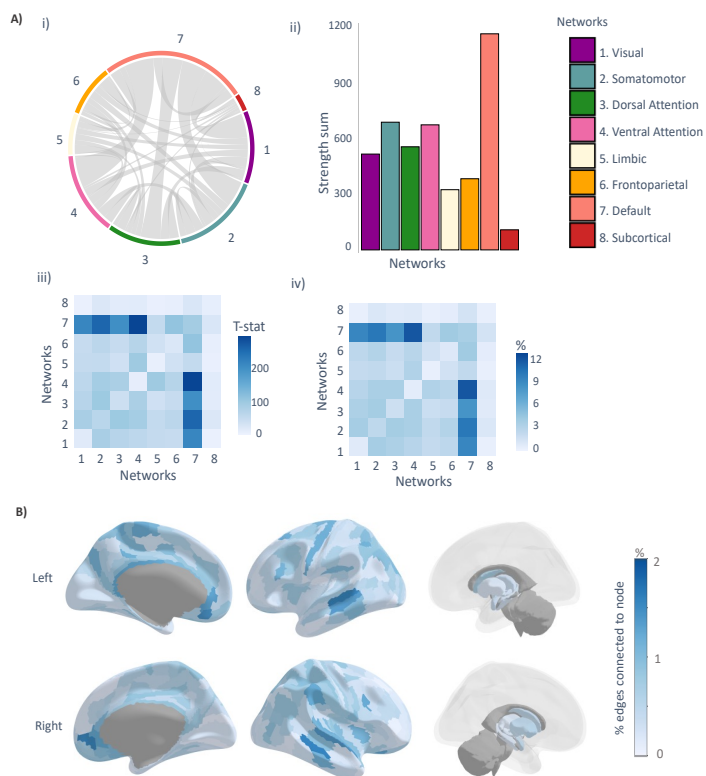 A)
i)
7
6
8
5
1
4
2
3
ii)
1200
900
600
300
0
Strength sum
Networks
Networks
1. Visual
2. Somatomotor
3. Dorsal Attention
4. Ventral Attention
5. Limbic
6. Frontoparietal
7. Default
8. Subcortical
iii)
8
7
6
5
4
3
2
1
Networks
1 2 3 4 5 6 7 8
Networks
T-stat
200
100
0
iv)
8
7
6
5
4
3
2
1
Networks
1 2 3 4 5 6 7 8
Networks
%
12
9
6
3
0
B)
Left
Right
%
2
1
0
% edges connected to node